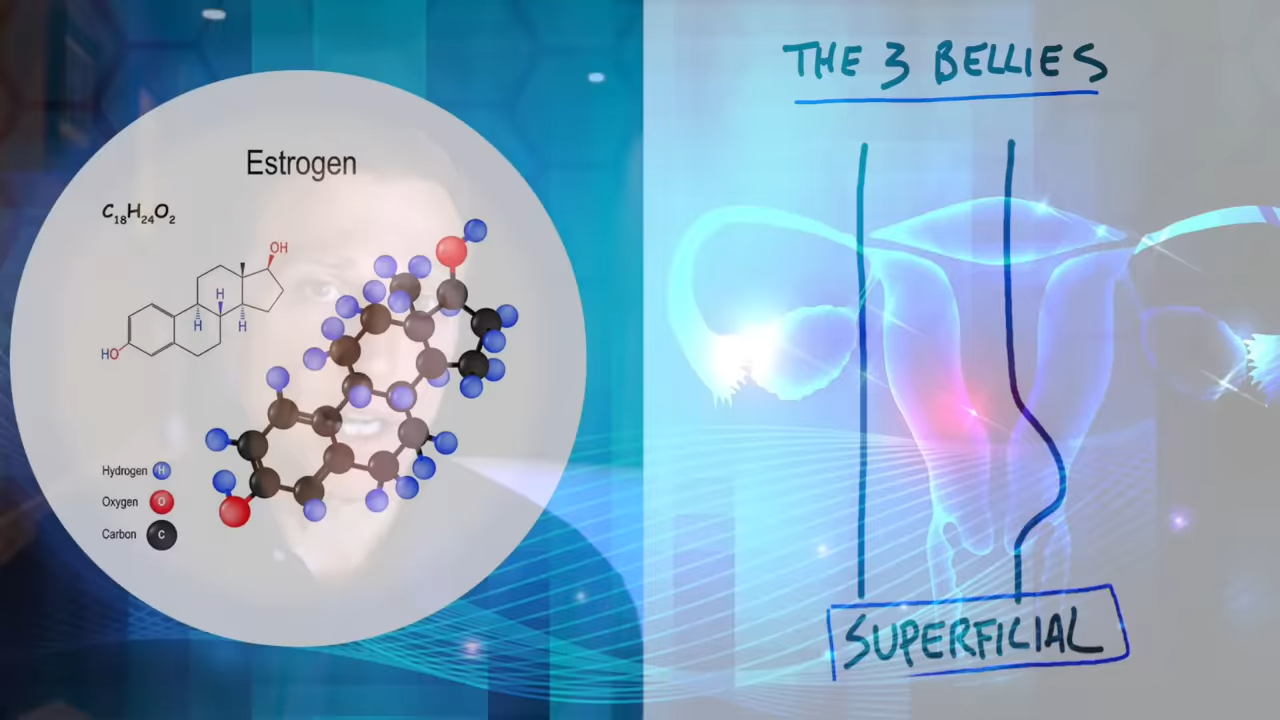 Estrogen
C18H24O2
OH
H
H
H
HO
Hydrogen H
Oxygen O
Carbon C
THE 3 BELLIES
SUPERFICIAL